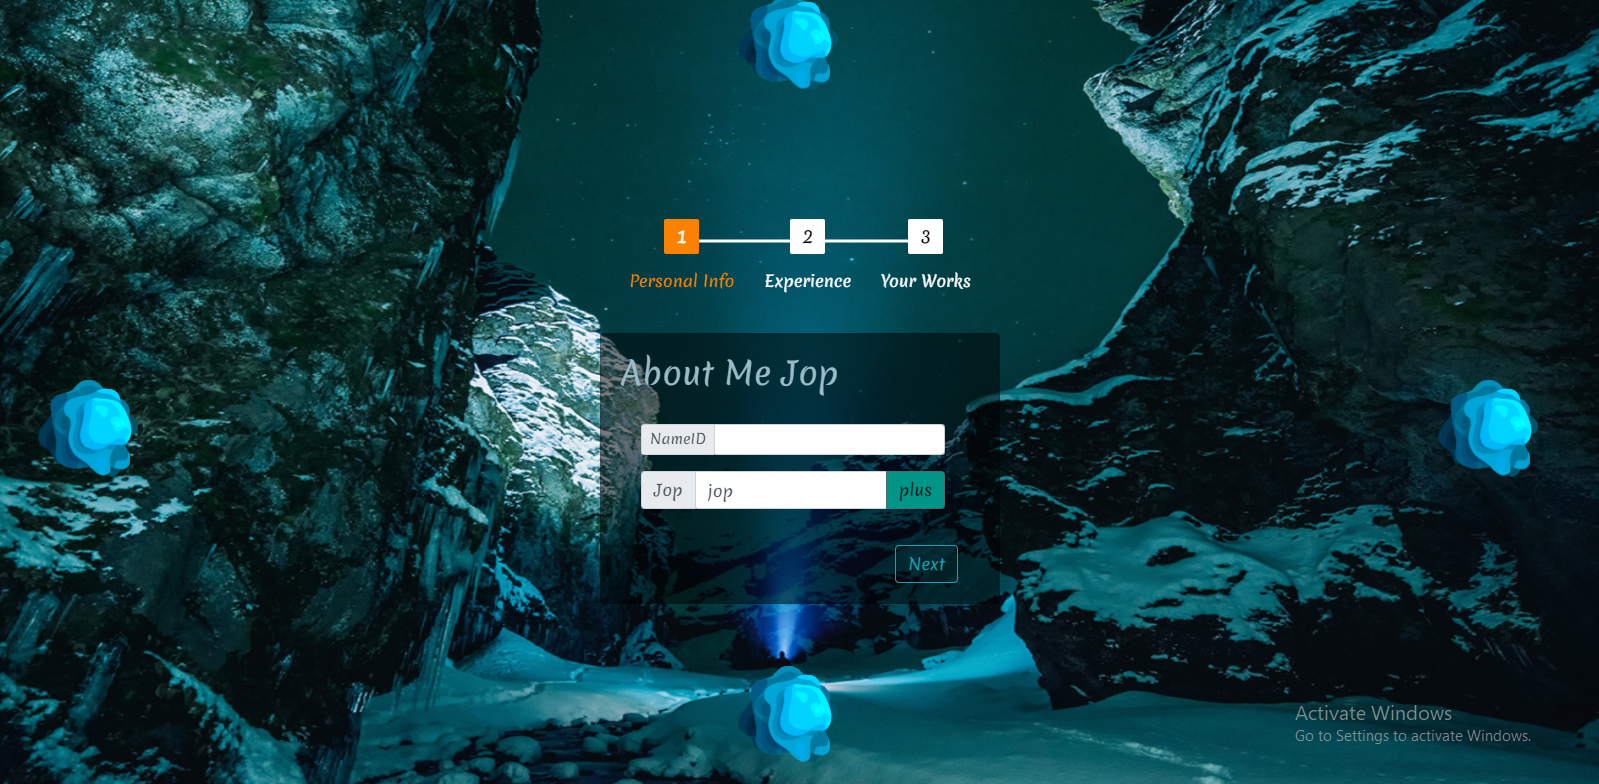 1 2 3
Personal Info Experience Your Works
About Me Jop
NameID
Jop jop plus
Next
Activate Windows
Go to Settings to activate Windows.